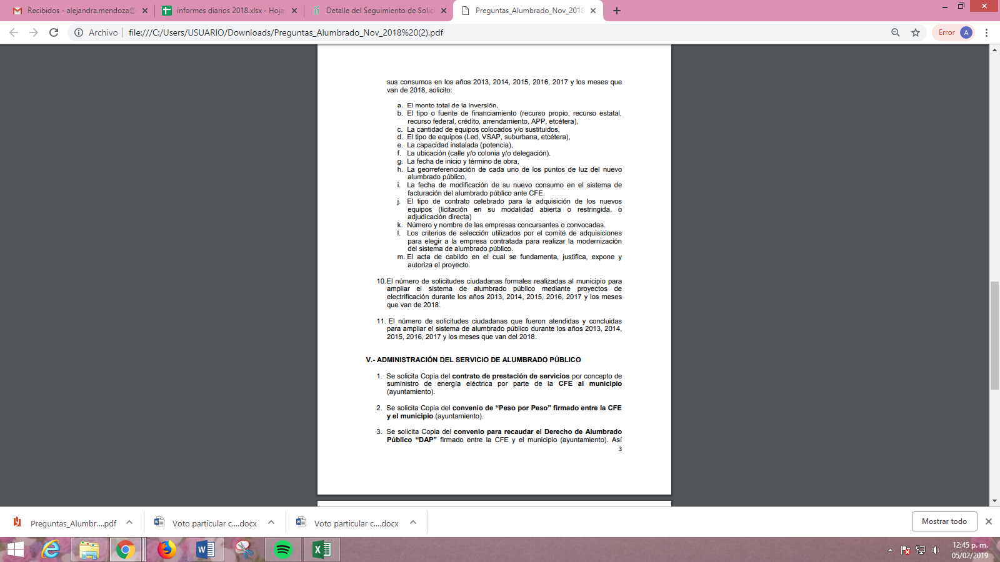 Recibidos - alejandra.mendoza@
informes diarios 2018.xlsx - Hoja
Detalle del Seguimiento de Solic
Preguntas_Alumbrado_Nov_2018
Archivo
file:///C:/Users/USUARIO/Downloads/Preguntas_Alumbrado_Nov_2018%20(2).pdf
Error
A
sus consumos en los años 2013, 2014, 2015, 2016, 2017 y los meses que
van de 2018, solicito:
a. El monto total de la inversión,
b. El tipo o fuente de financiamiento (recurso propio, recurso estatal,
recurso federal, crédito, arrendamiento, APP, etcétera),
c. La cantidad de equipos colocados y/o sustituidos,
d. El tipo de equipos (Led, VSAP, suburbana, etcétera),
e. La capacidad instalada (potencia),
f. La ubicación (calle y/o colonia y/o delegación).
g. La fecha de inicio y término de obra,
h. La georreferenciación de cada uno de los puntos de luz del nuevo
alumbrado público,
i. La fecha de modificación de su nuevo consumo en el sistema de
facturación del alumbrado público ante CFE.
j. El tipo de contrato celebrado para la adquisición de los nuevos
equipos (licitación en su modalidad abierta o restringida, o
adjudicación directa)
k. Número y nombre de las empresas concursantes o convocadas.
l. Los criterios de selección utilizados por el comité de adquisiciones
para elegir a la empresa contratada para realizar la modernización
del sistema de alumbrado público.
m. El acta de cabildo en el cual se fundamenta, justifica, expone y
autoriza el proyecto.
10. El número de solicitudes ciudadanas formales realizadas al municipio para
ampliar el sistema de alumbrado público mediante proyectos de
electrificación durante los años 2013, 2014, 2015, 2016, 2017 y los meses
que van de 2018.
11. El número de solicitudes ciudadanas que fueron atendidas y concluidas
para ampliar el sistema de alumbrado público durante los años 2013, 2014,
2015, 2016, 2017 y los meses que van del 2018.
V.- ADMINISTRACIÓN DEL SERVICIO DE ALUMBRADO PÚBLICO
1. Se solicita Copia del contrato de prestación de servicios por concepto de
suministro de energía eléctrica por parte de la CFE al municipio
(ayuntamiento).
2. Se solicita Copia del convenio de “Peso por Peso” firmado entre la CFE
y el municipio (ayuntamiento).
3. Se solicita Copia del convenio para recaudar el Derecho de Alumbrado
Público “DAP” firmado entre la CFE y el municipio (ayuntamiento). Así
3
Preguntas_Alumbr....pdf
Voto particular c....docx
Voto particular c....docx
Mostrar todo
12:45 p. m.
05/02/2019